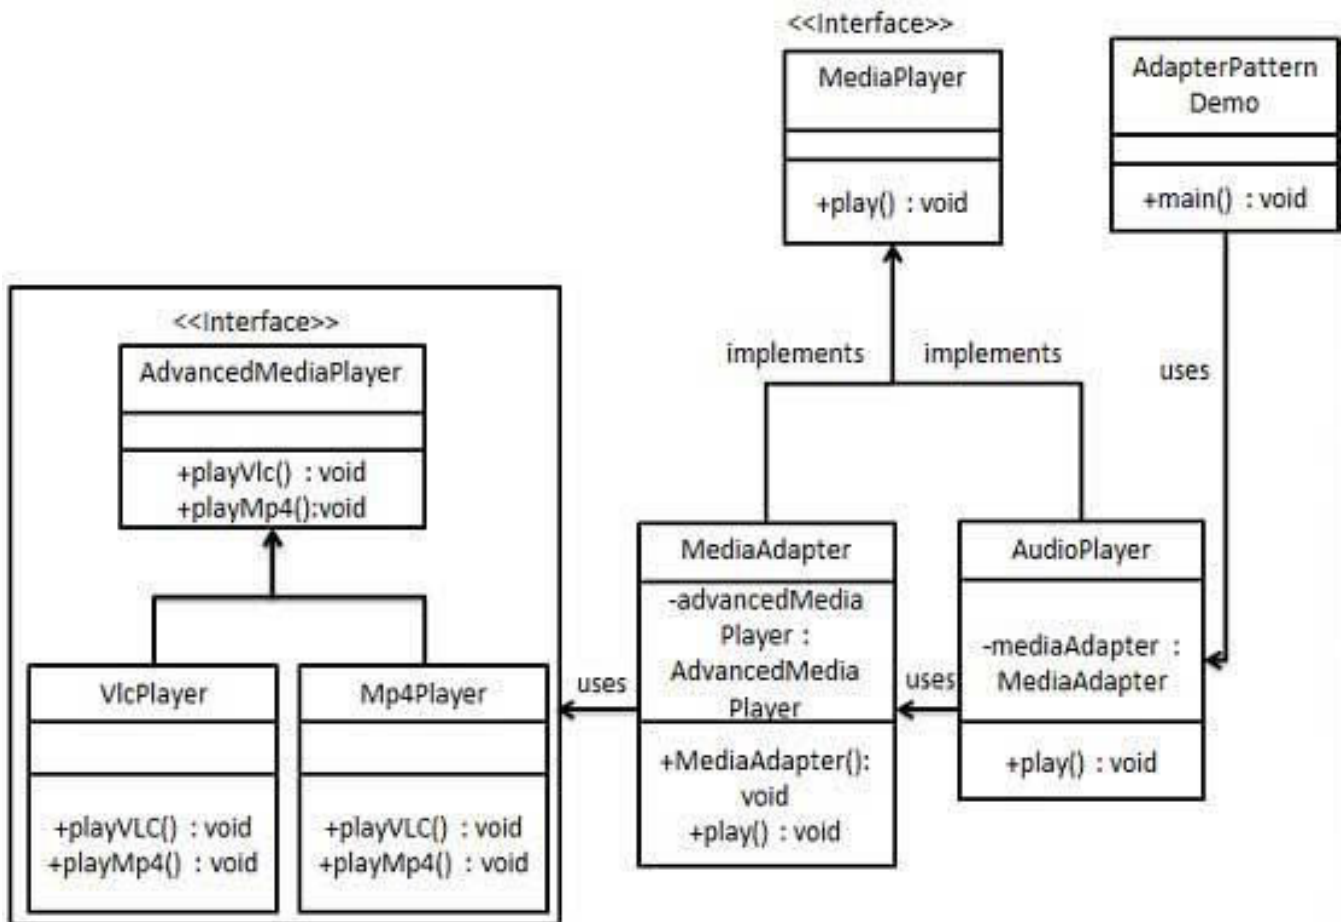 <<Interface>>
MediaPlayer
+play() : void
AdapterPattern
Demo
+main() : void
implements
implements
uses
<<Interface>>
AdvancedMediaPlayer
+playVlc() : void
+playMp4():void
VlcPlayer
+playVLC() : void
+playMp4() : void
Mp4Player
+playVLC() : void
+playMp4() : void
uses
MediaAdapter
-advancedMedia
Player :
AdvancedMedia
Player
+MediaAdapter():
void
+play() : void
uses
AudioPlayer
-mediaAdapter :
MediaAdapter
+play() : void